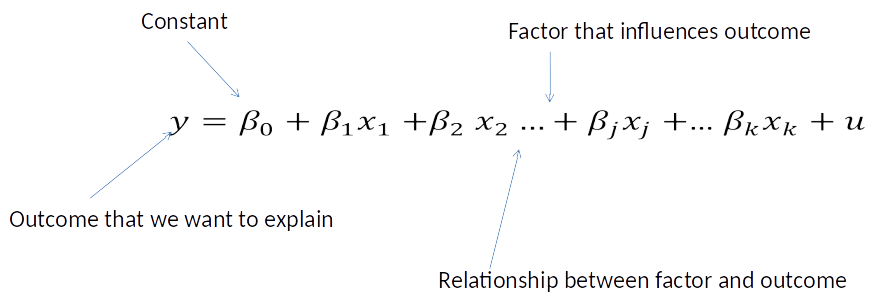 Constant
Factor that influences outcome
y = β₀ + β₁x₁ +β₂ x₂ ... + βⱼxⱼ +... βₖxₖ + u
Outcome that we want to explain
Relationship between factor and outcome